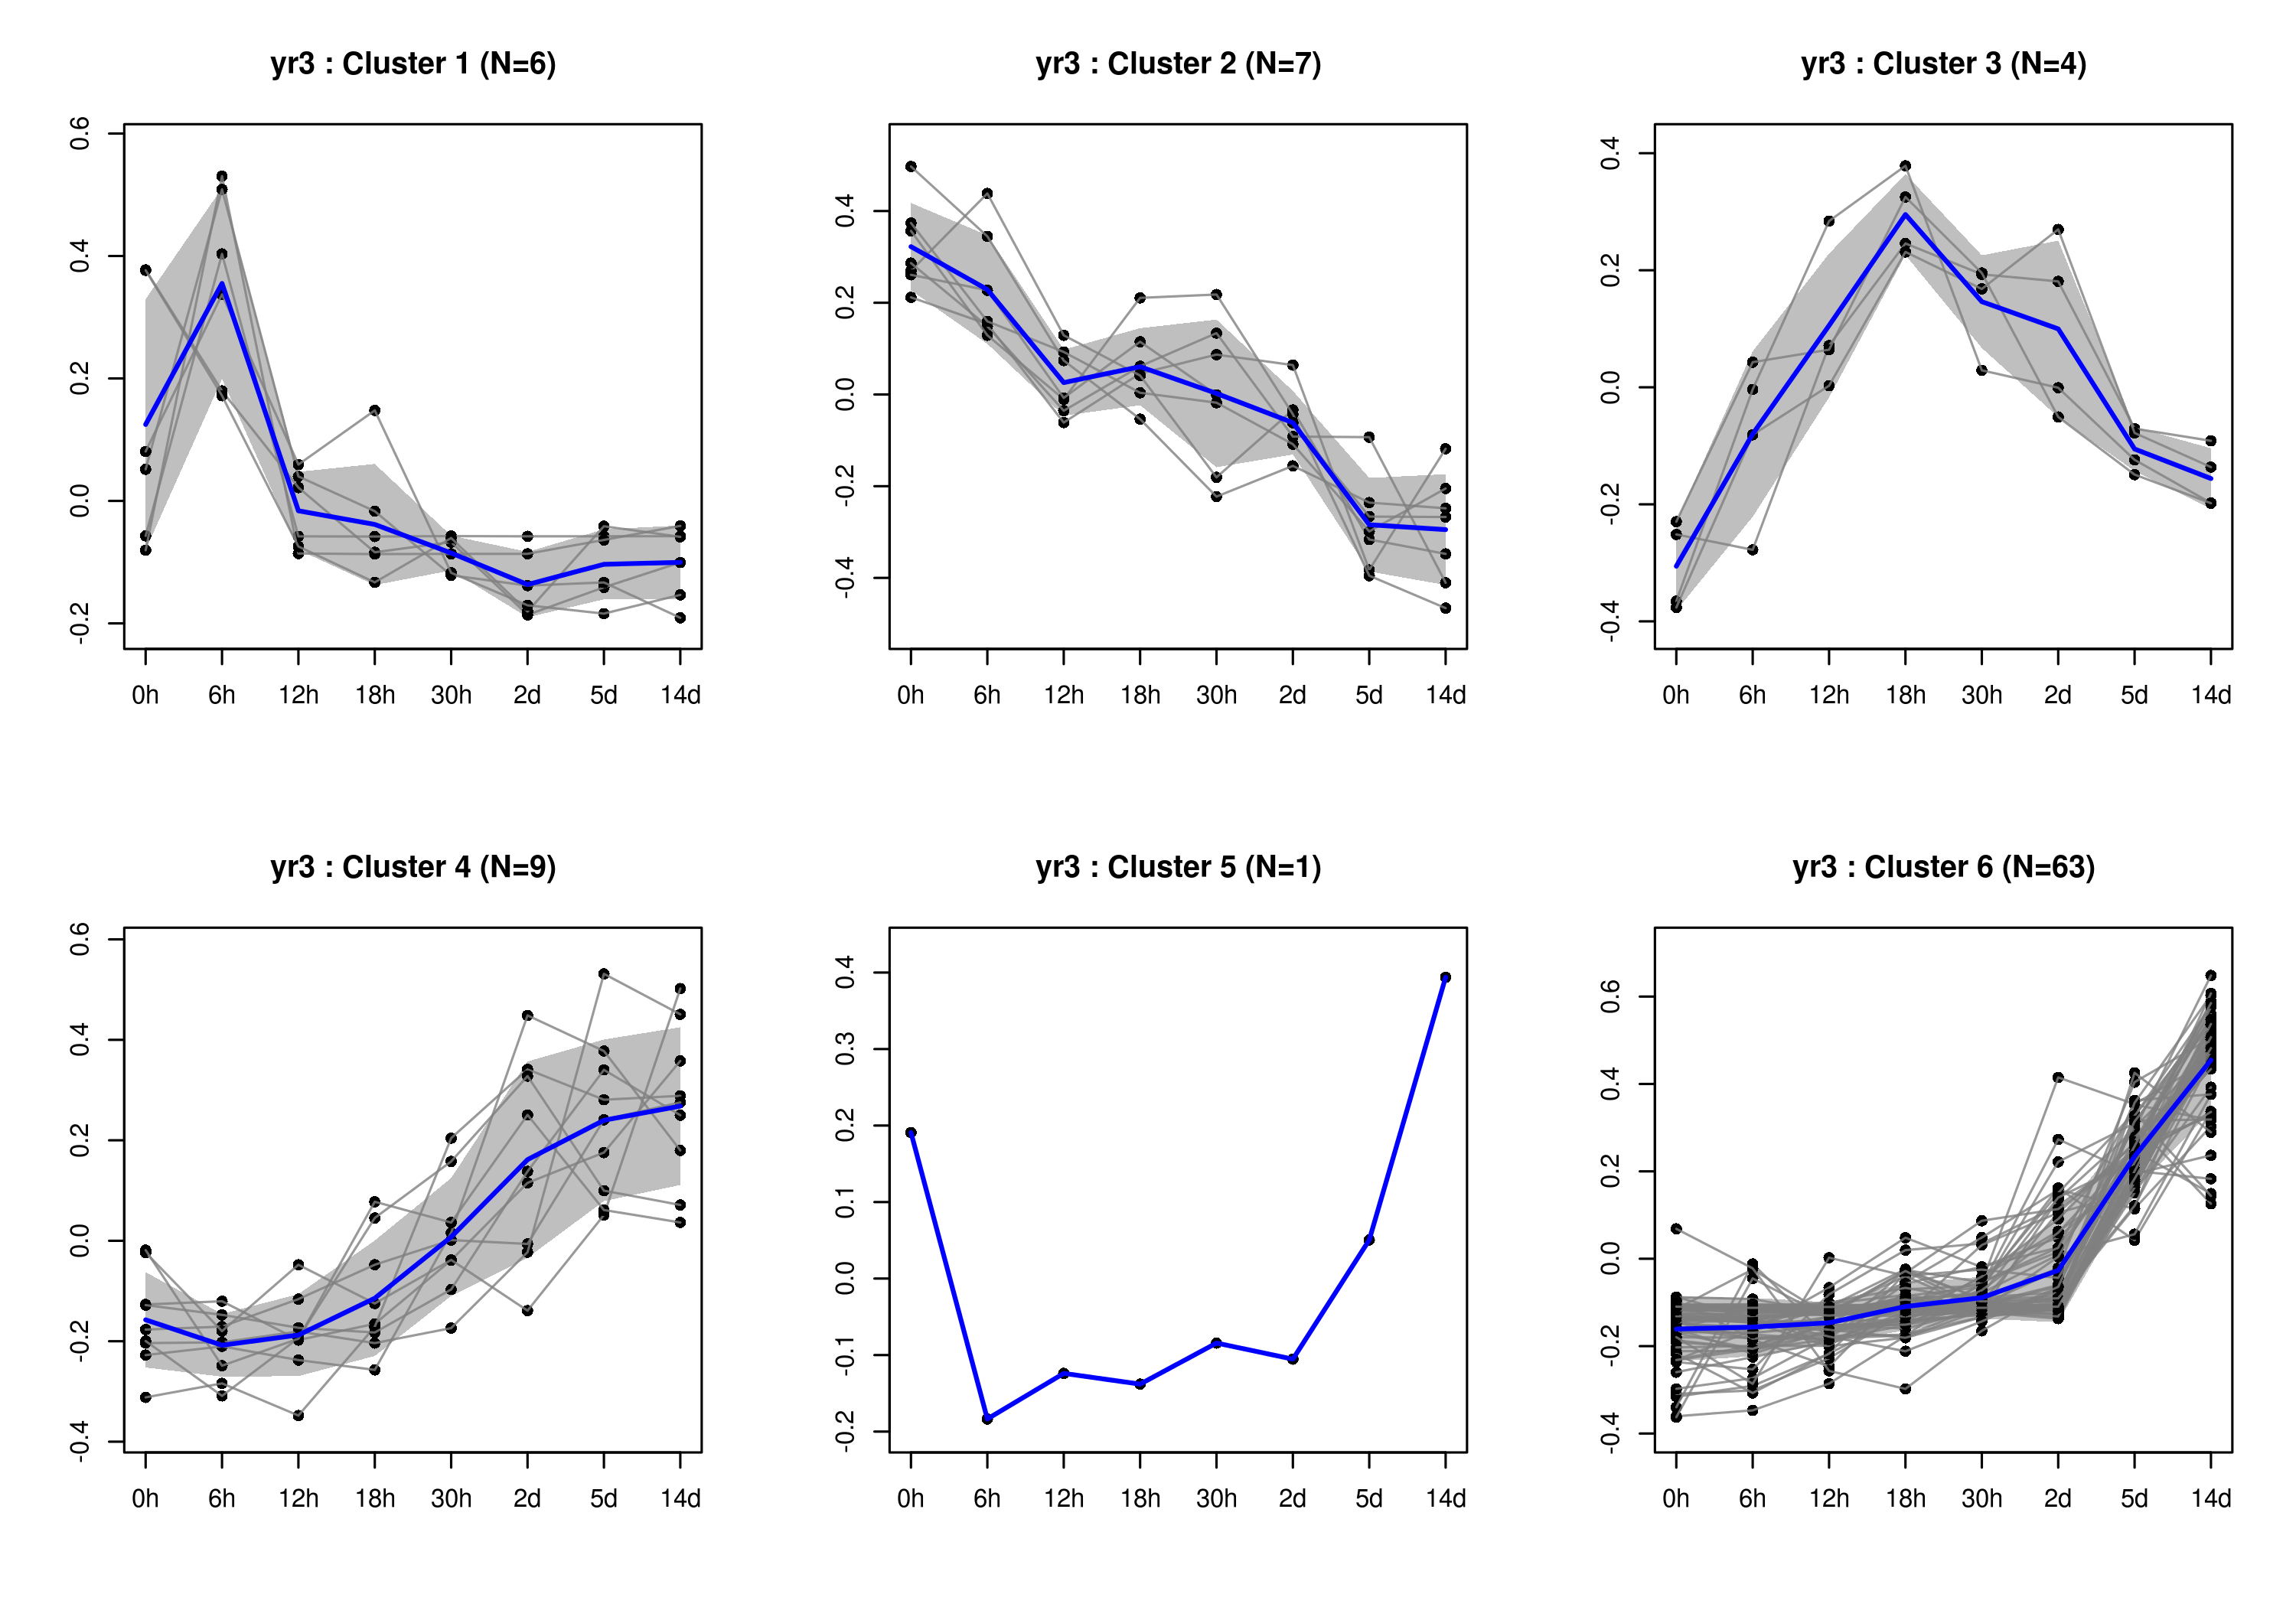 yr3 : Cluster 1 (N=6)
0.6
0.4
0.2
0.0
-0.2
0h 6h 12h 18h 30h 2d 5d 14d
yr3 : Cluster 2 (N=7)
0.4
0.2
0.0
-0.2
-0.4
0h 6h 12h 18h 30h 2d 5d 14d
yr3 : Cluster 3 (N=4)
0.4
0.2
0.0
-0.2
-0.4
0h 6h 12h 18h 30h 2d 5d 14d
yr3 : Cluster 4 (N=9)
0.6
0.4
0.2
0.0
-0.2
-0.4
0h 6h 12h 18h 30h 2d 5d 14d
yr3 : Cluster 5 (N=1)
0.4
0.3
0.2
0.1
0.0
-0.1
-0.2
0h 6h 12h 18h 30h 2d 5d 14d
yr3 : Cluster 6 (N=63)
0.6
0.4
0.2
0.0
-0.2
-0.4
0h 6h 12h 18h 30h 2d 5d 14d